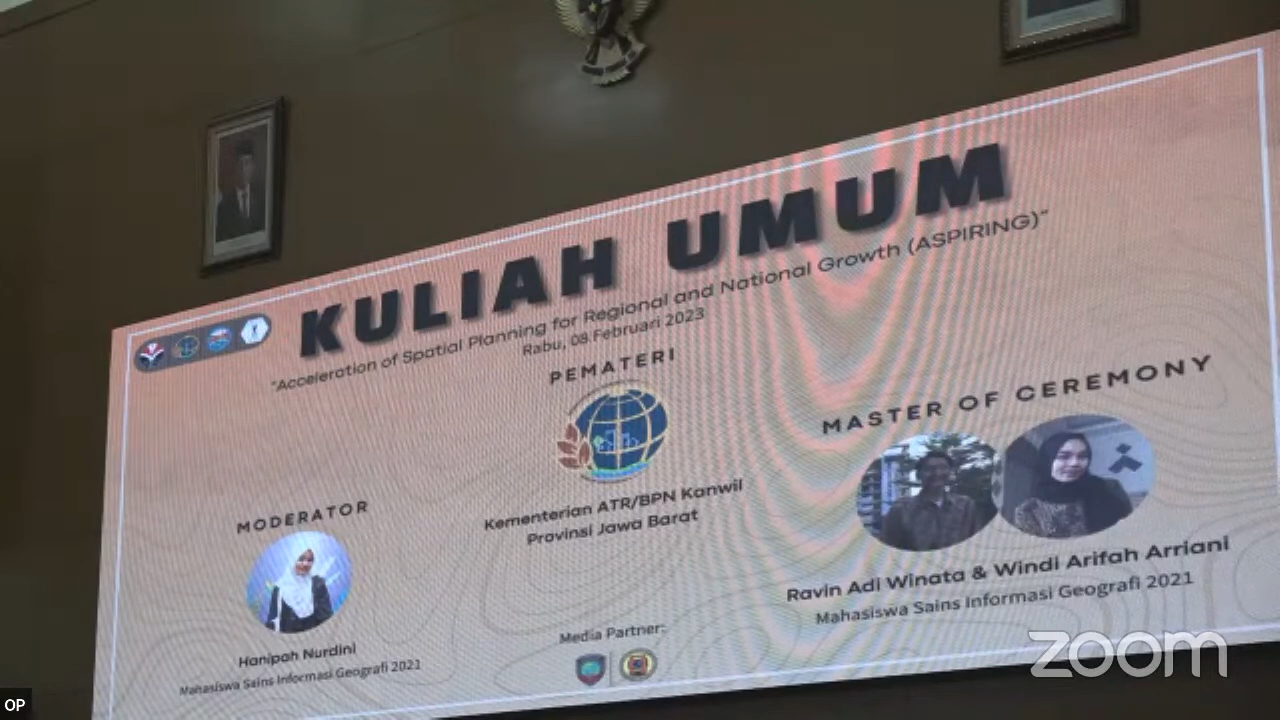 KULIAH UMUM
"Acceleration of Spatial Planning for Regional and National Growth (ASPIRING)"
Rabu, 08 Februari 2023
PEMATERI
Kementerian ATR/BPN Kanwil
Provinsi Jawa Barat
MASTER OF CEREMONY
Ravin Adi Winata & Windi Arifah Arriani
Mahasiswa Sains Informasi Geografi 2021
MODERATOR
Hanipah Nurdini
Mahasiswa Sains Informasi Geografi 2021
Media Partner:
zoom
OP